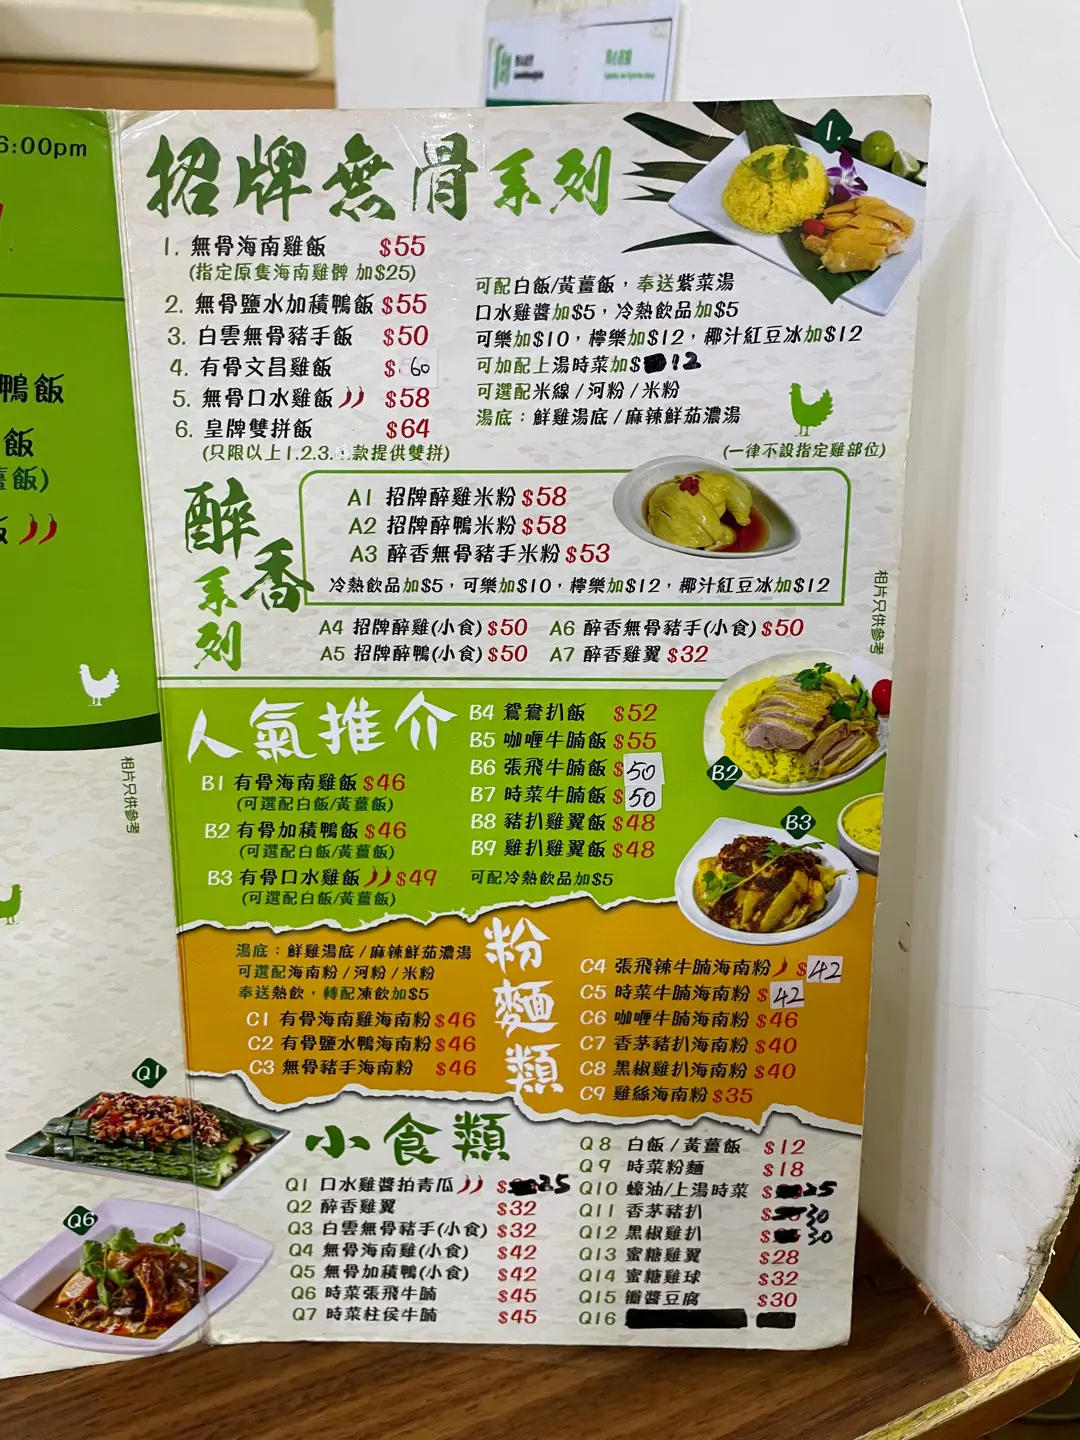 6:00pm
鴨飯
飯
薑飯)
相片只供參考
招牌無骨系列
1.
1. 無骨海南雞飯 $55
(指定原隻海南雞髀 加$25)
2. 無骨鹽水加積鴨飯 $55
3. 白雲無骨豬手飯 $50
4. 有骨文昌雞飯 $60
5. 無骨口水雞飯 $58
6. 皇牌雙拼飯 $64
(只限以上1.2.3. 款提供雙拼)
可配白飯/黃薑飯，奉送紫菜湯
口水雞醬加$5，冷熱飲品加$5
可樂加$10，檸樂加$12，椰汁紅豆冰加$12
可加配上湯時菜加$12
可選配米線/河粉/米粉
湯底：鮮雞湯底/麻辣鮮茄濃湯
(一律不設指定雞部位)
醉香系列
A1 招牌醉雞米粉 $58
A2 招牌醉鴨米粉 $58
A3 醉香無骨豬手米粉 $53
冷熱飲品加$5，可樂加$10，檸樂加$12，椰汁紅豆冰加$12
A4 招牌醉雞(小食) $50
A5 招牌醉鴨(小食) $50
A6 醉香無骨豬手(小食) $50
A7 醉香雞翼 $32
相片只供參考
人氣推介
B1 有骨海南雞飯 $46
(可選配白飯/黃薑飯)
B2 有骨加積鴨飯 $46
(可選配白飯/黃薑飯)
B3 有骨口水雞飯 $49
(可選配白飯/黃薑飯)
B4 鴛鴦扒飯 $52
B5 咖喱牛腩飯 $55
B6 張飛牛腩飯 $50
B7 時菜牛腩飯 $50
B8 豬扒雞翼飯 $48
B9 雞扒雞翼飯 $48
可配冷熱飲品加$5
B2
B3
粉麵類
湯底：鮮雞湯底/麻辣鮮茄濃湯
可選配海南粉/河粉/米粉
奉送熱飲，轉配凍飲加$5
C1 有骨海南雞海南粉 $46
C2 有骨鹽水鴨海南粉 $46
C3 無骨豬手海南粉 $46
C4 張飛辣牛腩海南粉 $42
C5 時菜牛腩海南粉 $42
C6 咖喱牛腩海南粉 $46
C7 香茅豬扒海南粉 $40
C8 黑椒雞扒海南粉 $40
C9 雞絲海南粉 $35
Q1
Q6
小食類
Q1 口水雞醬拍青瓜 $25
Q2 醉香雞翼 $32
Q3 白雲無骨豬手(小食) $32
Q4 無骨海南雞(小食) $42
Q5 無骨加積鴨(小食) $42
Q6 時菜張飛牛腩 $45
Q7 時菜柱侯牛腩 $45
Q8 白飯/黃薑飯 $12
Q9 時菜粉麵 $18
Q10 蠔油/上湯時菜 $25
Q11 香茅豬扒 $30
Q12 黑椒雞扒 $30
Q13 蜜糖雞翼 $28
Q14 蜜糖雞球 $32
Q15 瓣醬豆腐 $30
Q16